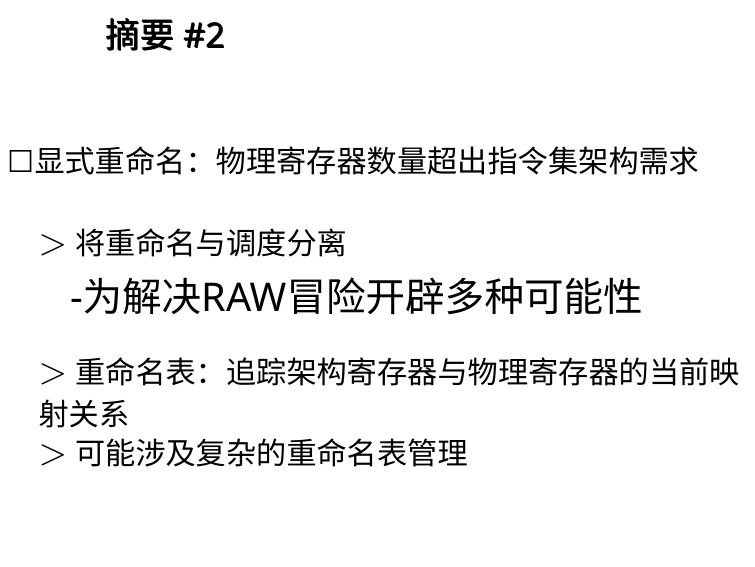 摘要 #2
□显式重命名：物理寄存器数量超出指令集架构需求
＞ 将重命名与调度分离
-为解决RAW冒险开辟多种可能性
＞ 重命名表：追踪架构寄存器与物理寄存器的当前映
射关系
＞ 可能涉及复杂的重命名表管理